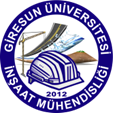 GİRESUN ÜNİVERSİTESİ
2012
İNŞAAT MÜHENDİSLİĞİ